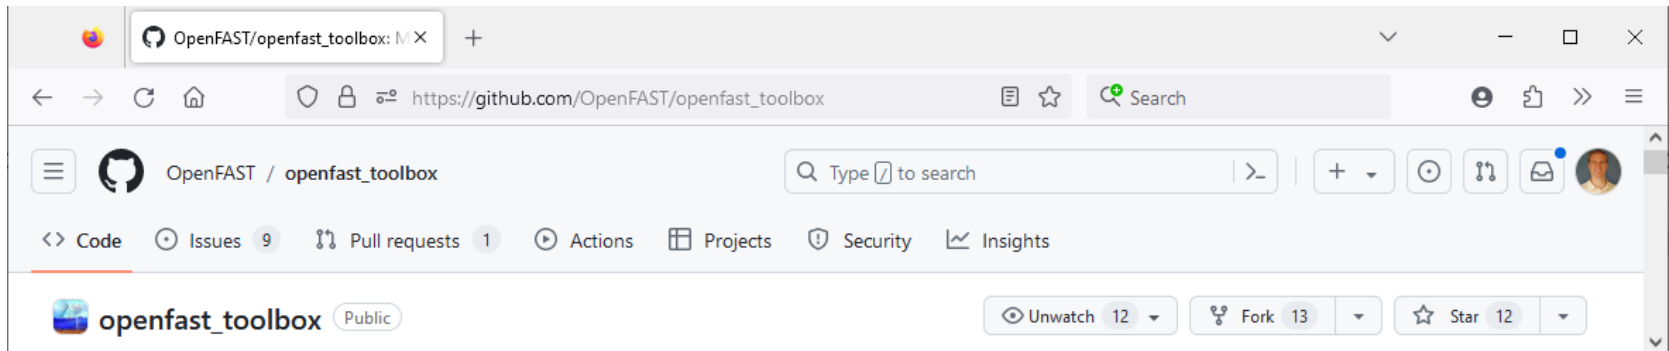 OpenFAST/openfast_toolbox: M
https://github.com/OpenFAST/openfast_toolbox Search
OpenFAST / openfast_toolbox Type / to search
Code Issues 9 Pull requests 1 Actions Projects Security Insights
openfast_toolbox Public Unwatch 12 Fork 13 Star 12